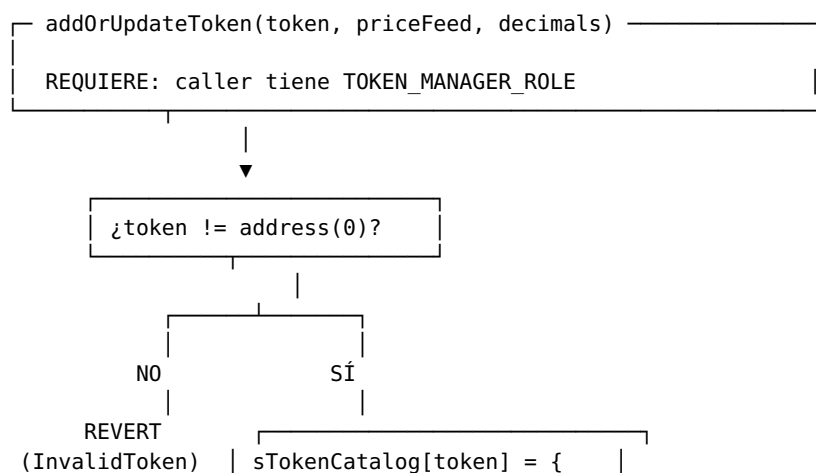 addOrUpdateToken(token, priceFeed, decimals)
REQUIERE: caller tiene TOKEN_MANAGER_ROLE
¿token != address(0)?
NO SÍ
REVERT
(InvalidToken) sTokenCatalog[token] = {